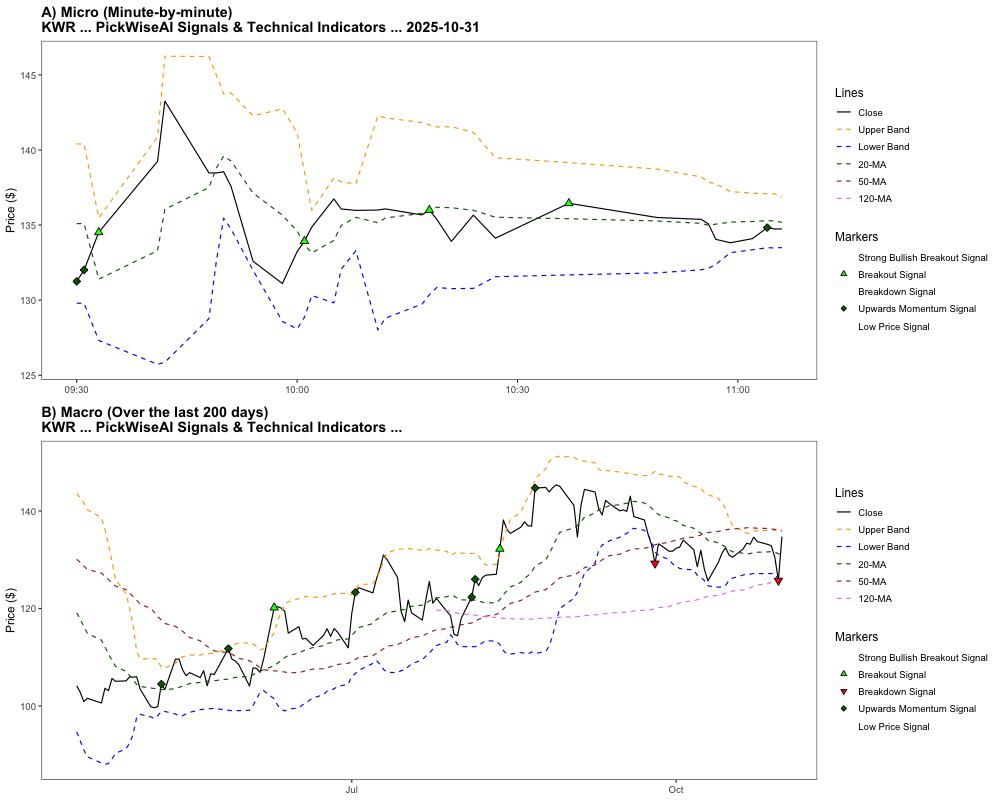 A) Micro (Minute-by-minute)
KWR ... PickWiseAI Signals & Technical Indicators ... 2025-10-31
Price ($)
145
140
135
130
125
09:30
10:00
10:30
11:00
Lines
Close
Upper Band
Lower Band
20-MA
50-MA
120-MA
Markers
Strong Bullish Breakout Signal
Breakout Signal
Breakdown Signal
Upwards Momentum Signal
Low Price Signal
B) Macro (Over the last 200 days)
KWR ... PickWiseAI Signals & Technical Indicators ...
Price ($)
140
120
100
Jul
Oct
Lines
Close
Upper Band
Lower Band
20-MA
50-MA
120-MA
Markers
Strong Bullish Breakout Signal
Breakout Signal
Breakdown Signal
Upwards Momentum Signal
Low Price Signal